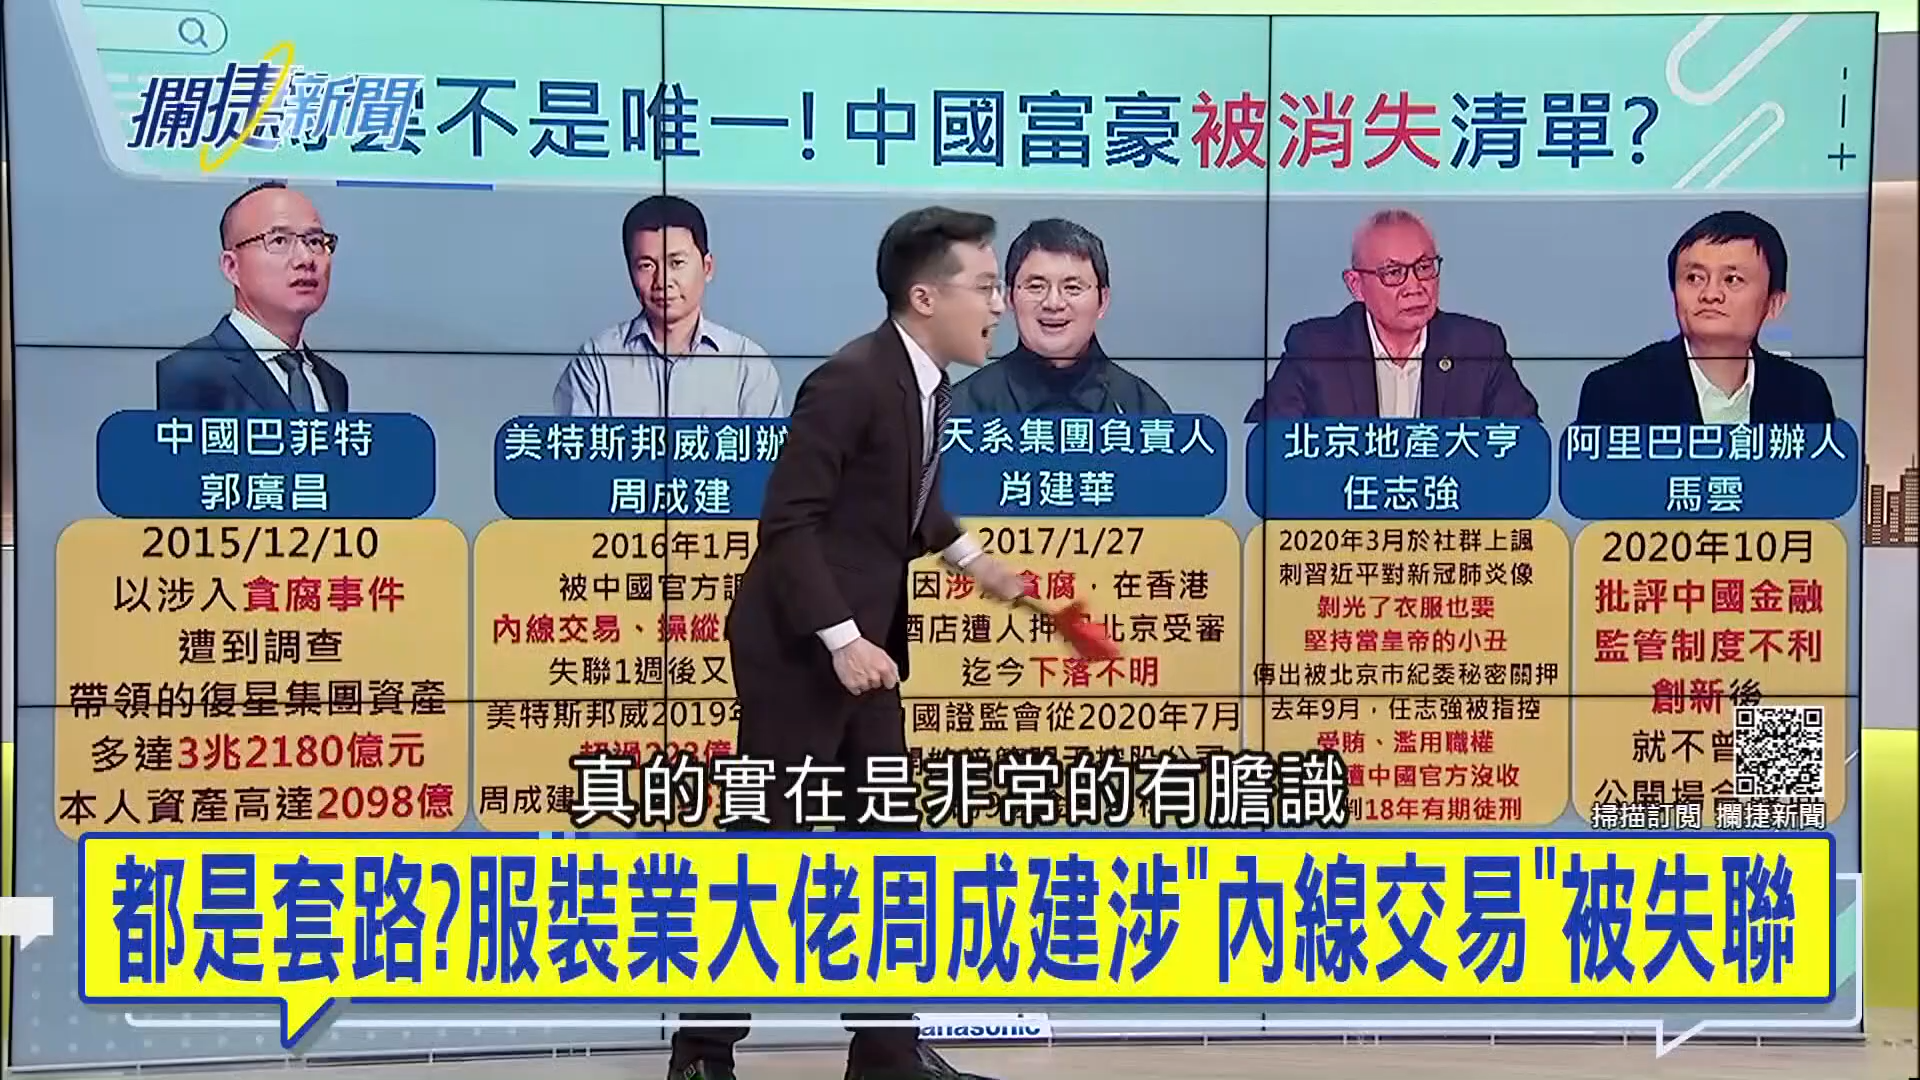 攔捷新聞
雲不是唯一!中國富豪被消失清單?
中國巴菲特
郭廣昌
2015/12/10
以涉入貪腐事件
遭到調查
帶領的復星集團資產
多達3兆2180億元
本人資產高達2098億
美特斯邦威創辦
周成建
2016年1月
被中國官方調
內線交易、操縱
失聯1週後又
美特斯邦威2019年
周成建
天系集團負責人
肖建華
2017/1/27
因涉 貪腐,在香港
酒店遭人押 北京受審
迄今下落不明
國證監會從2020年7月
北京地產大亨
任志強
2020年3月於社群上諷
刺習近平對新冠肺炎像
剝光了衣服也要
堅持當皇帝的小丑
傳出被北京市紀委秘密關押
去年9月,任志強被指控
受賄、濫用職權
遭中國官方沒收
判18年有期徒刑
阿里巴巴創辦人
馬雲
2020年10月
批評中國金融
監管制度不利
創新後
就不曾
公開場合
掃描訂閱 攔捷新聞
真的實在是非常的有膽識
都是套路?服裝業大佬周成建涉"內線交易"被失聯
Panasonic